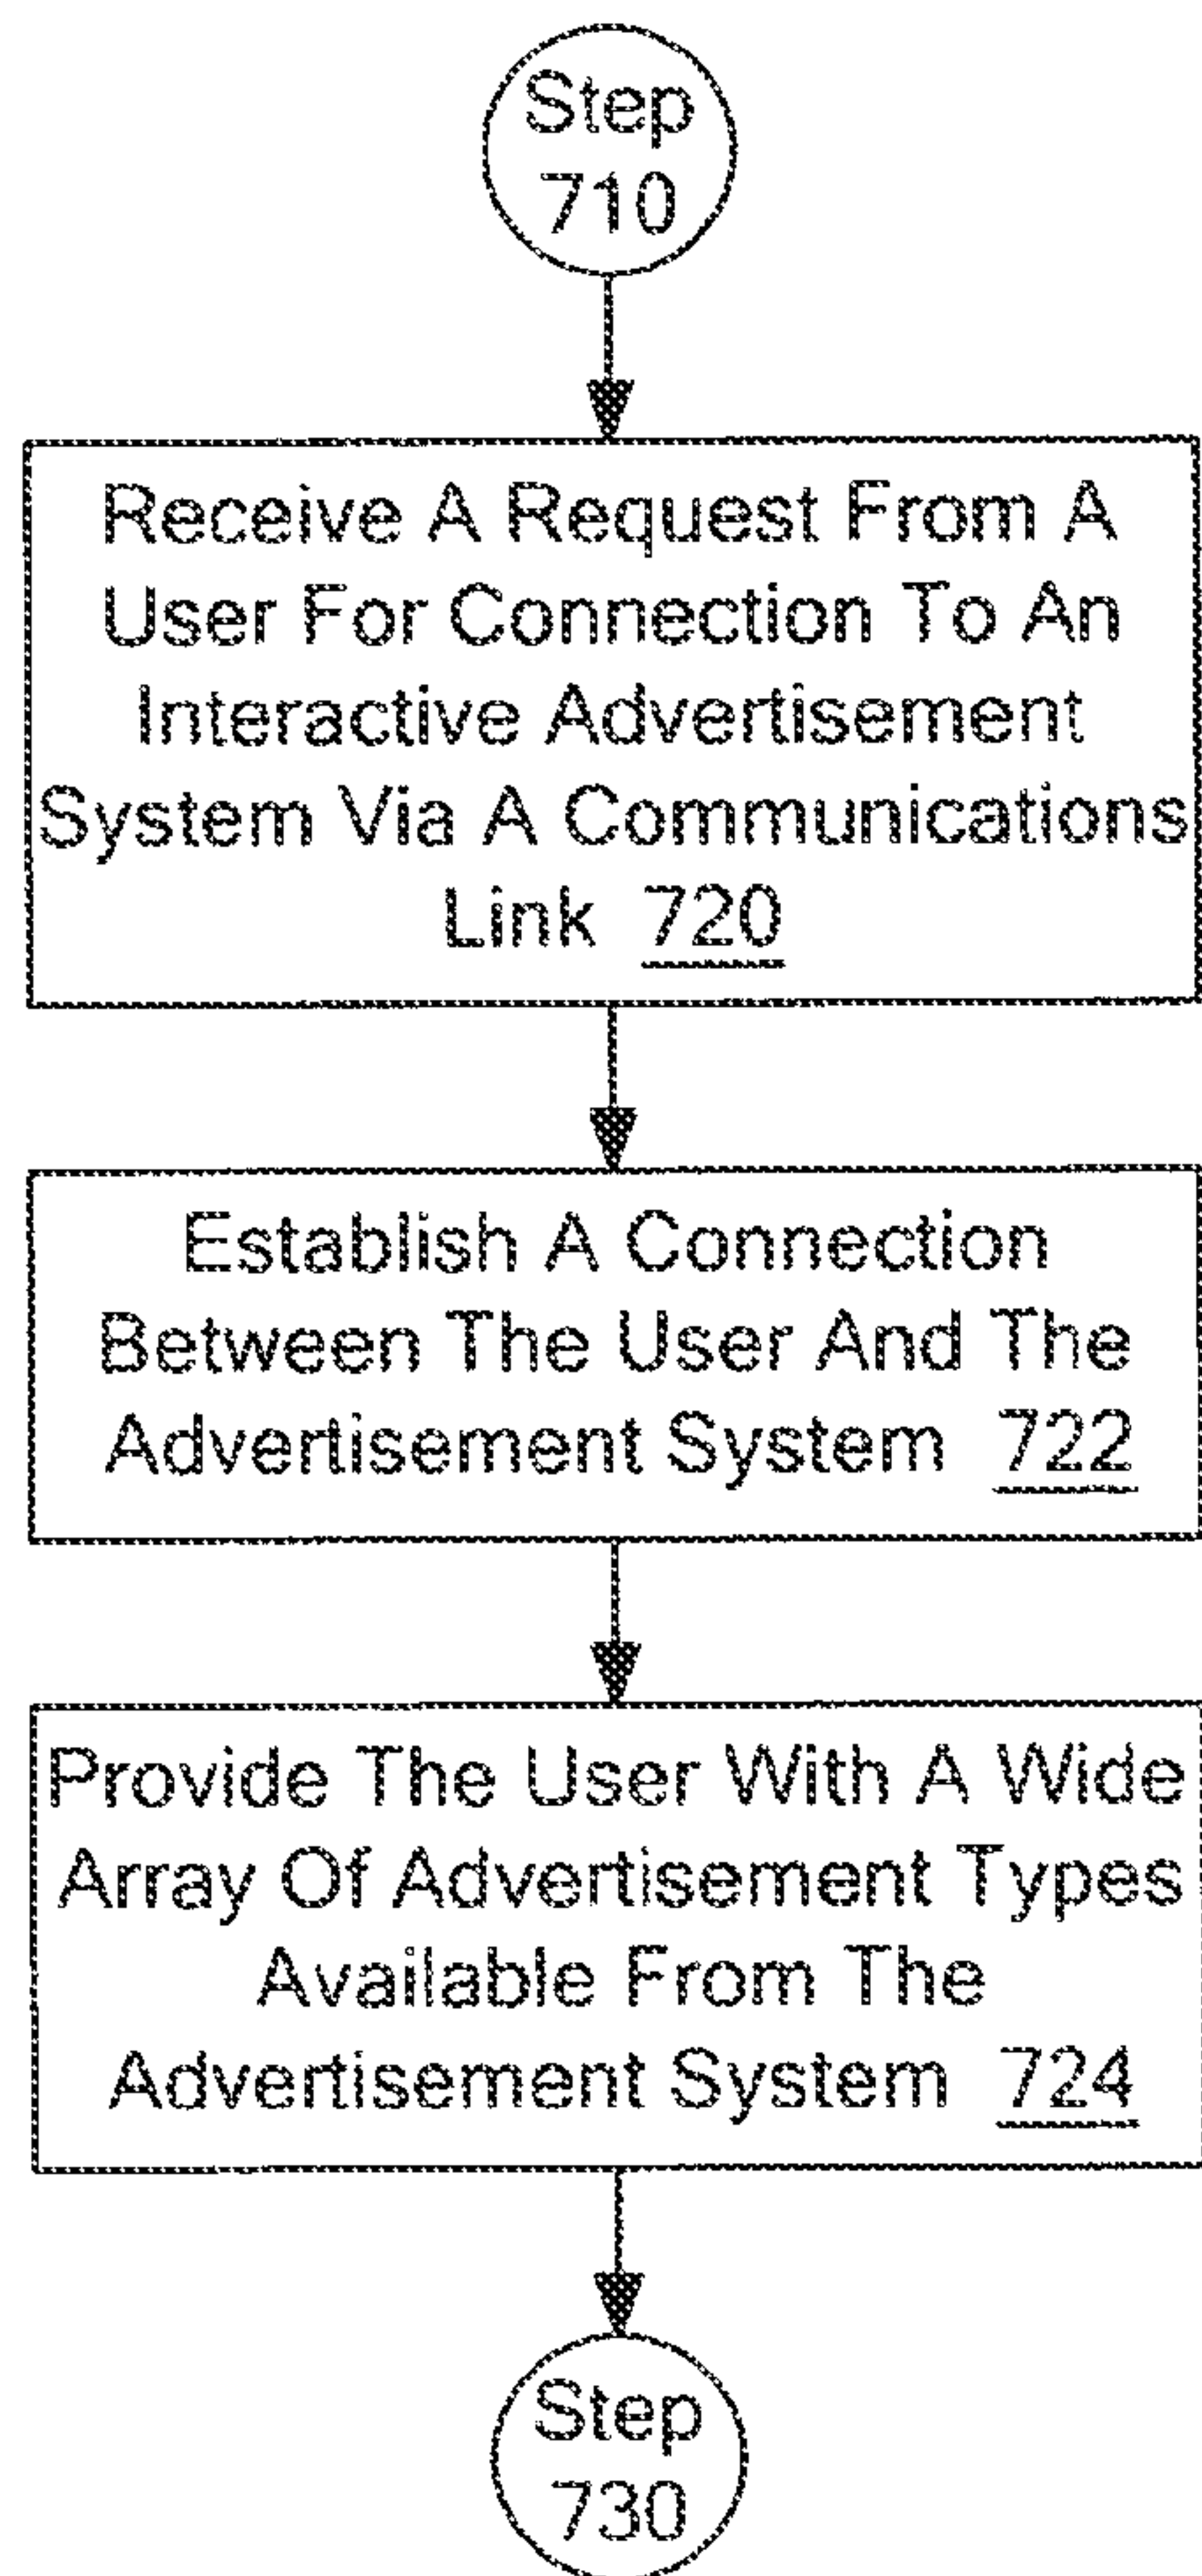 Step
710
Receive A Request From A
User For Connection To An
Interactive Advertisement
System Via A Communications
Link 720
Establish A Connection
Between The User And The
Advertisement System 722
Provide The User With A Wide
Array Of Advertisement Types
Available From The
Advertisement System 724
Step
730